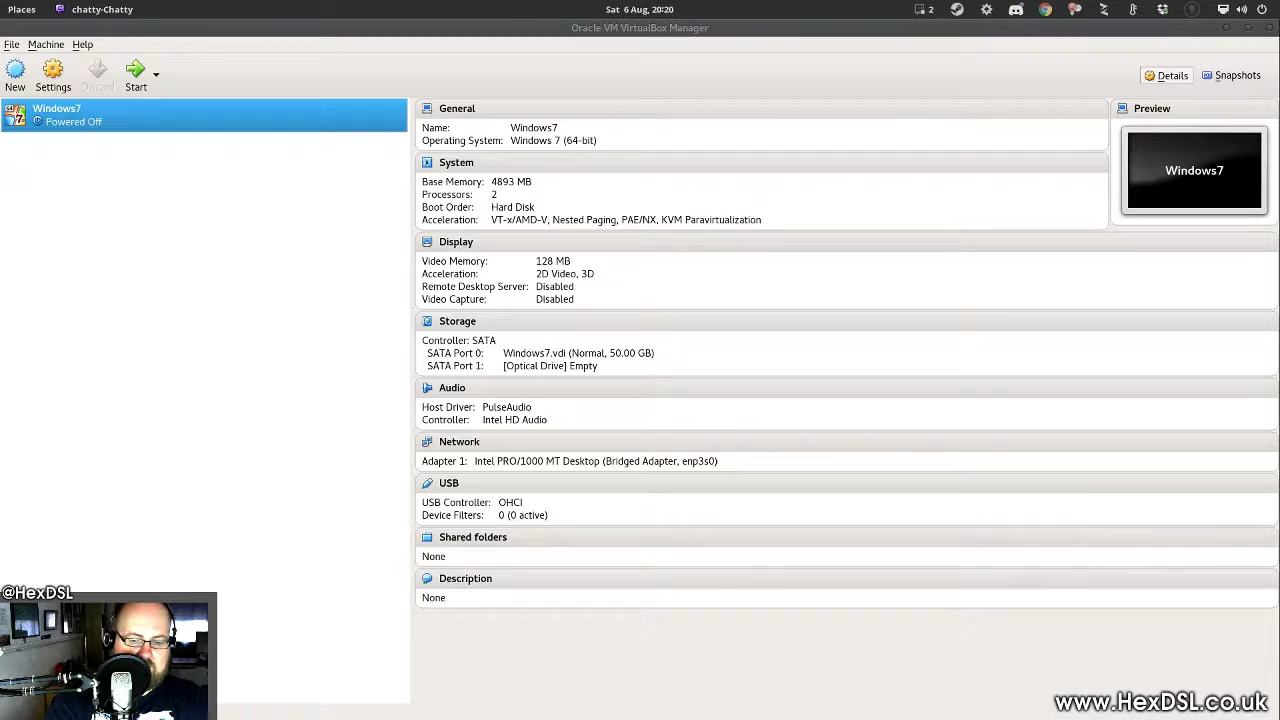 Places chatty-Chatty Sat 6 Aug, 20:20 2
Oracle VM VirtualBox Manager
File Machine Help
New Settings Discard Start Details Snapshots
Windows7
Powered Off
General
Name: Windows7
Operating System: Windows 7 (64-bit)
System
Base Memory: 4893 MB
Processors: 2
Boot Order: Hard Disk
Acceleration: VT-x/AMD-V, Nested Paging, PAE/NX, KVM Paravirtualization
Display
Video Memory: 128 MB
Acceleration: 2D Video, 3D
Remote Desktop Server: Disabled
Video Capture: Disabled
Storage
Controller: SATA
SATA Port 0: Windows7.vdi (Normal, 50.00 GB)
SATA Port 1: [Optical Drive] Empty
Audio
Host Driver: PulseAudio
Controller: Intel HD Audio
Network
Adapter 1: Intel PRO/1000 MT Desktop (Bridged Adapter, enp3s0)
USB
USB Controller: OHCI
Device Filters: 0 (0 active)
Shared folders
None
Description
None
Preview
Windows7
@HexDSL
www.HexDSL.co.uk